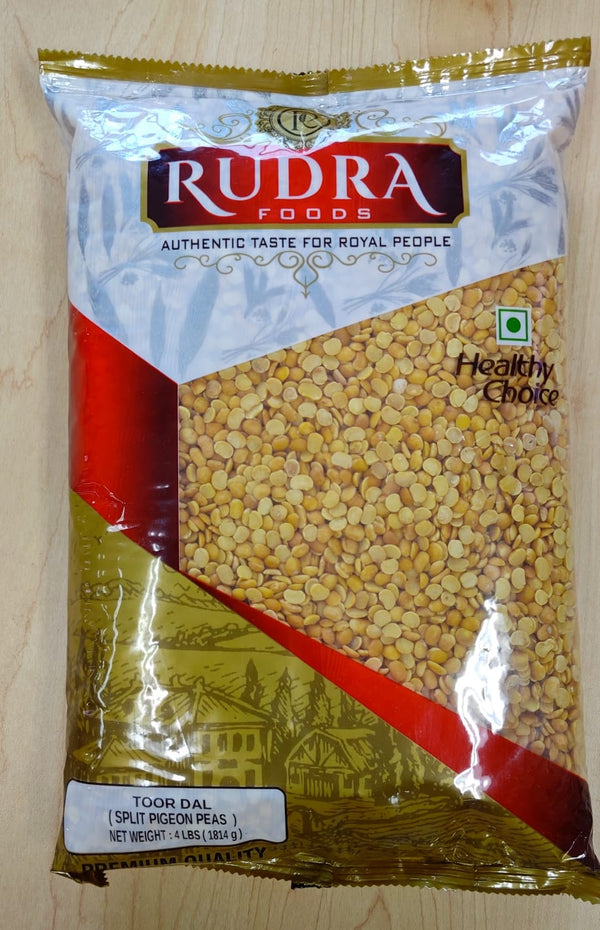 RUDRA
FOODS
AUTHENTIC TASTE FOR ROYAL PEOPLE
Healthy
Choice
TOOR DAL
( SPLIT PIGEON PEAS )
NET WEIGHT : 4 LBS ( 1814 g )
PREMIUM QUALITY